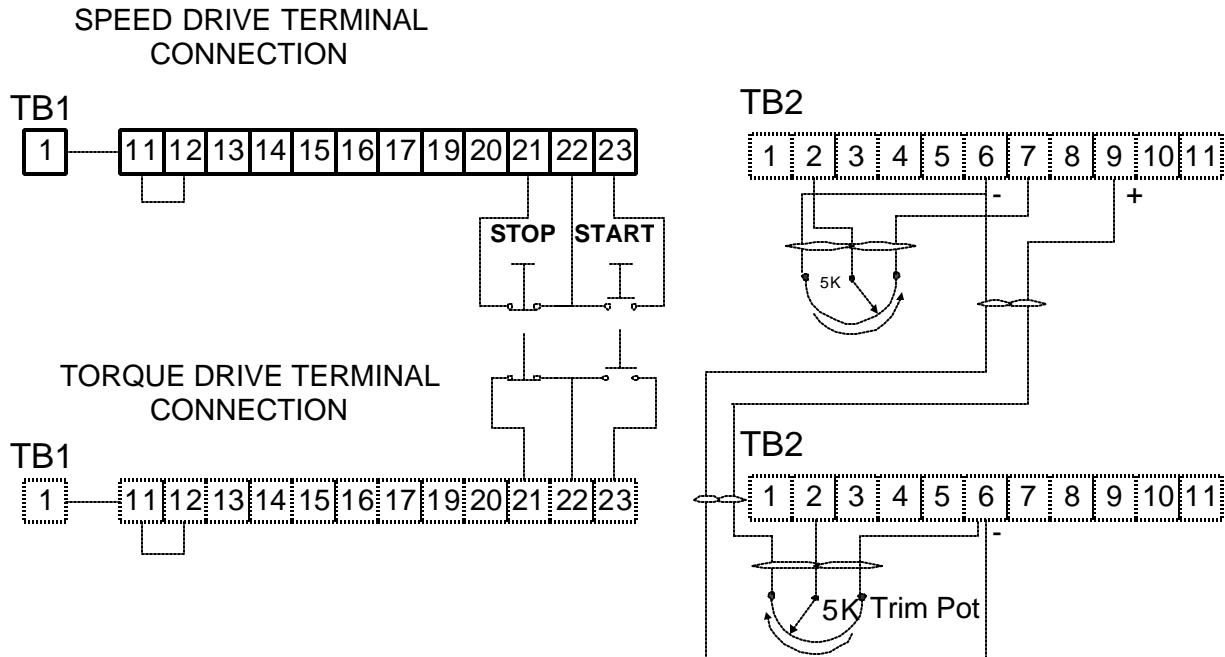 SPEED DRIVE TERMINAL
CONNECTION
TB1
1 11 12 13 14 15 16 17 19 20 21 22 23
STOP START
TB2
1 2 3 4 5 6 7 8 9 10 11
- +
5K
TORQUE DRIVE TERMINAL
CONNECTION
TB1
1 11 12 13 14 15 16 17 19 20 21 22 23
TB2
1 2 3 4 5 6 7 8 9 10 11
-
5K Trim Pot